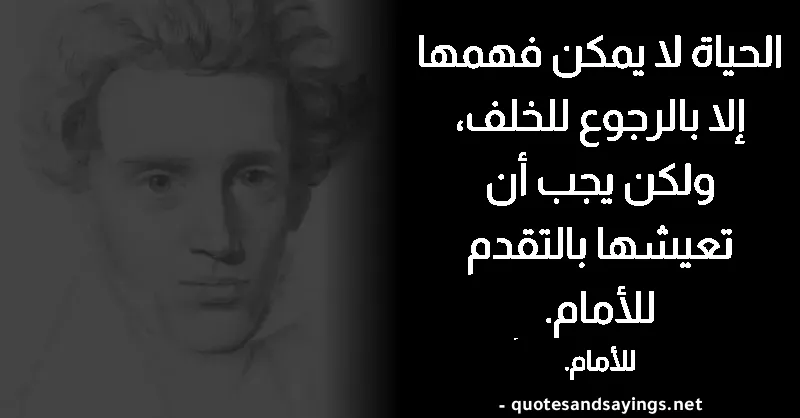 الحياة لا يمكن فهمها
إلا بالرجوع للخلف،
ولكن يجب أن
تعيشها بالتقدم
للأمام.
للأمام.
- quotesandsayings.net